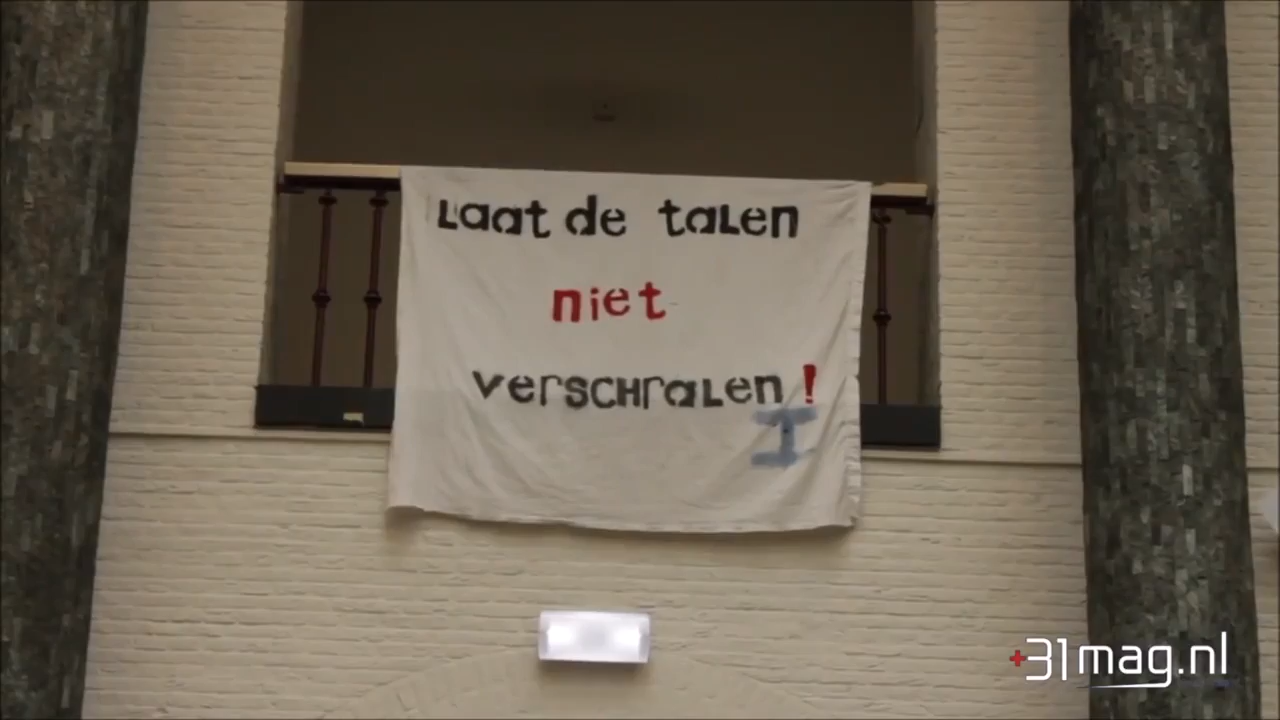 Laat de talen
niet
verschralen!
I
+31mag.nl